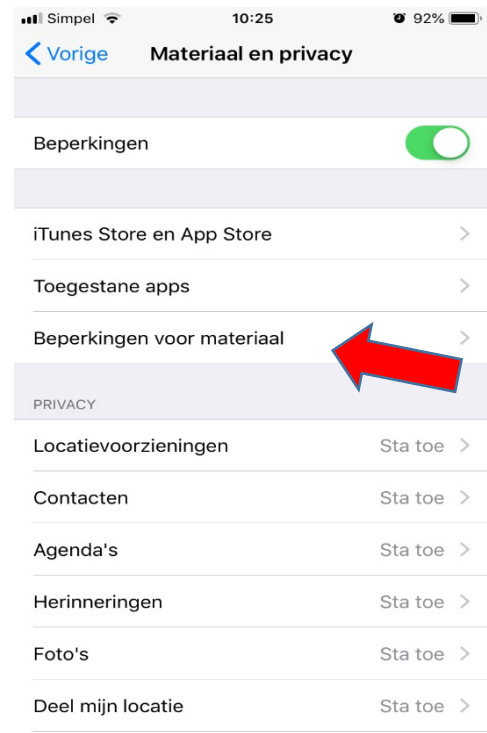 Simpel 10:25 92%
Vorige Materiaal en privacy
Beperkingen
iTunes Store en App Store
Toegestane apps
Beperkingen voor materiaal
PRIVACY
Locatievoorzieningen Sta toe
Contacten Sta toe
Agenda's Sta toe
Herinneringen Sta toe
Foto's Sta toe
Deel mijn locatie Sta toe